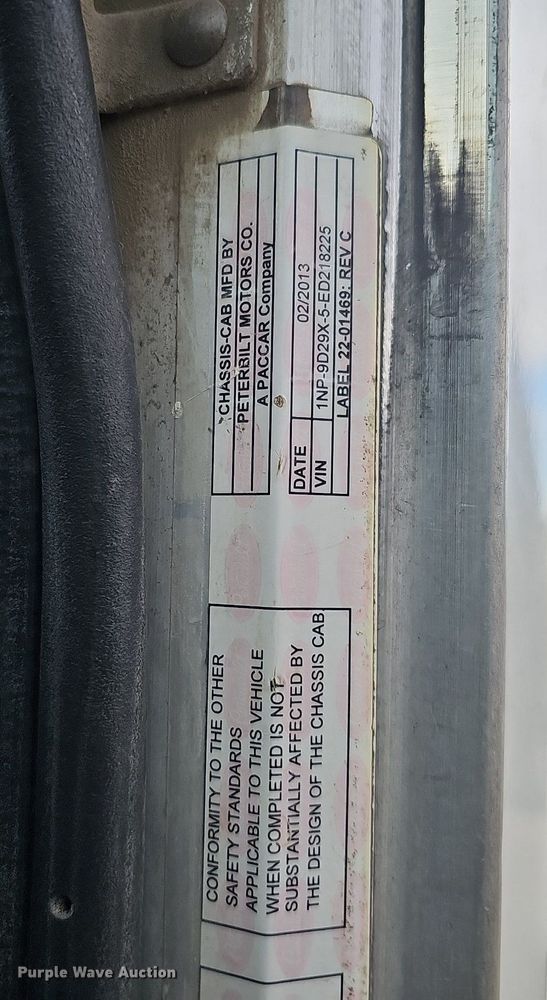 CHASSIS-CAB MFD BY
PETERBILT MOTORS CO.
A PACCAR Company
DATE 02/2013
VIN 1NP-9D29X-5-ED218225
LABEL 22-01469: REV C
CONFORMITY TO THE OTHER
SAFETY STANDARDS
APPLICABLE TO THIS VEHICLE
WHEN COMPLETED IS NOT
SUBSTANTIALLY AFFECTED BY
THE DESIGN OF THE CHASSIS CAB
Purple Wave Auction